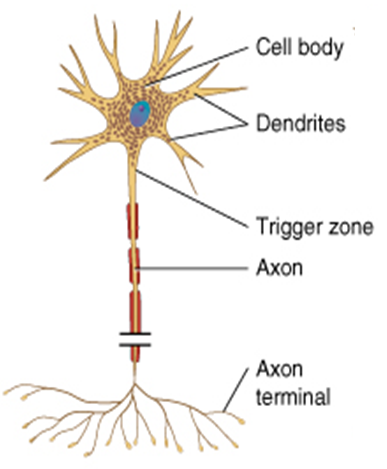 Cell body
Dendrites
Trigger zone
Axon
Axon
terminal